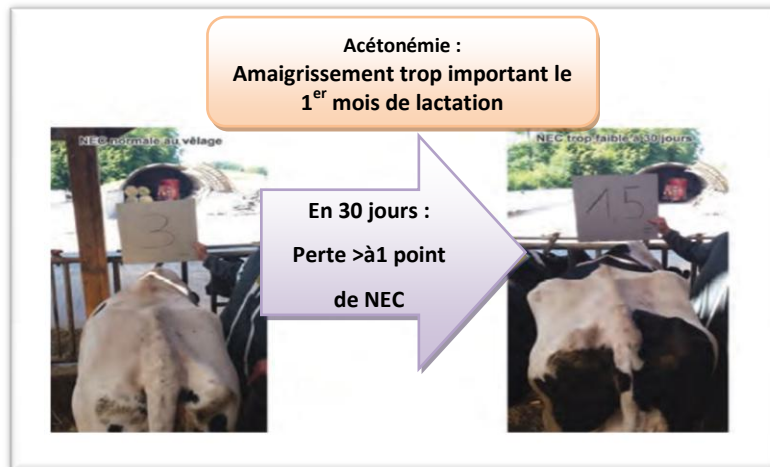 Acétonémie :
Amaigrissement trop important le
1er mois de lactation
NEC normale au vêlage
3
En 30 jours :
Perte >à1 point
de NEC
NEC trop faible à 30 jours
1,5